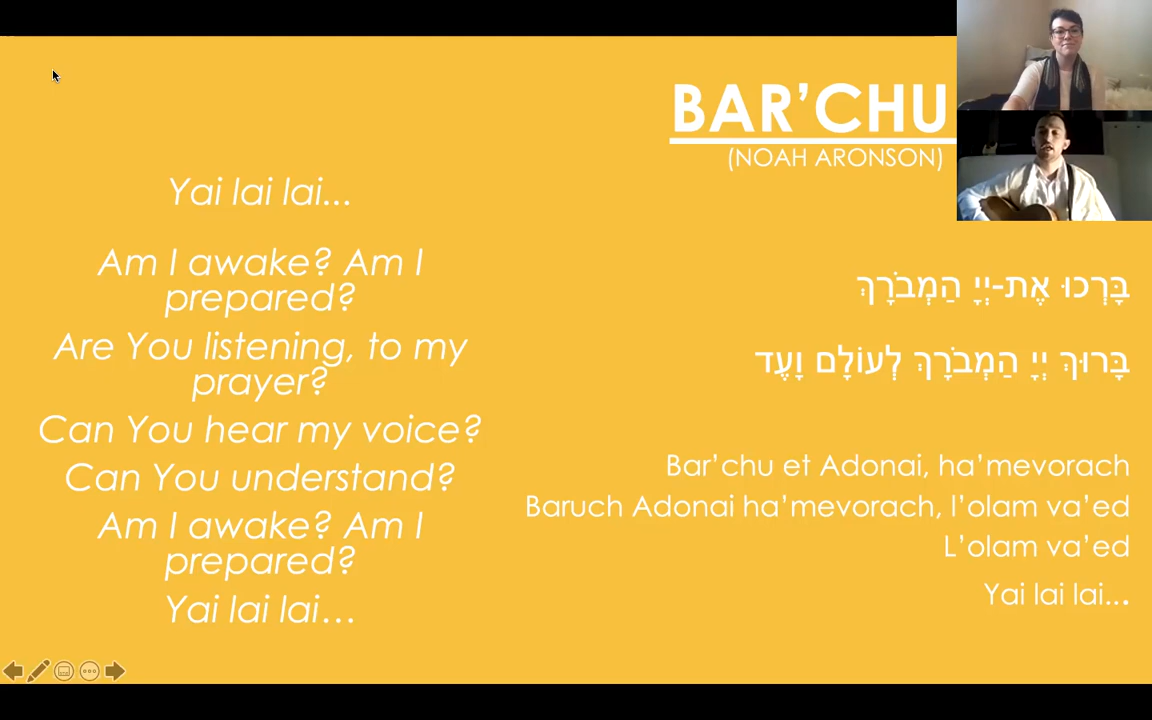 BAR’CHU
(NOAH ARONSON)
Yai lai lai...
Am I awake? Am I
prepared?
Are You listening, to my
prayer?
Can You hear my voice?
Can You understand?
Am I awake? Am I
prepared?
Yai lai lai…
בָּרְכוּ אֶת-יְיָ הַמְבֹרָךְ
בָּרוּךְ יְיָ הַמְבֹרָךְ לְעוֹלָם וָעֶד
Bar’chu et Adonai, ha’mevorach
Baruch Adonai ha’mevorach, l’olam va’ed
L’olam va’ed
Yai lai lai...